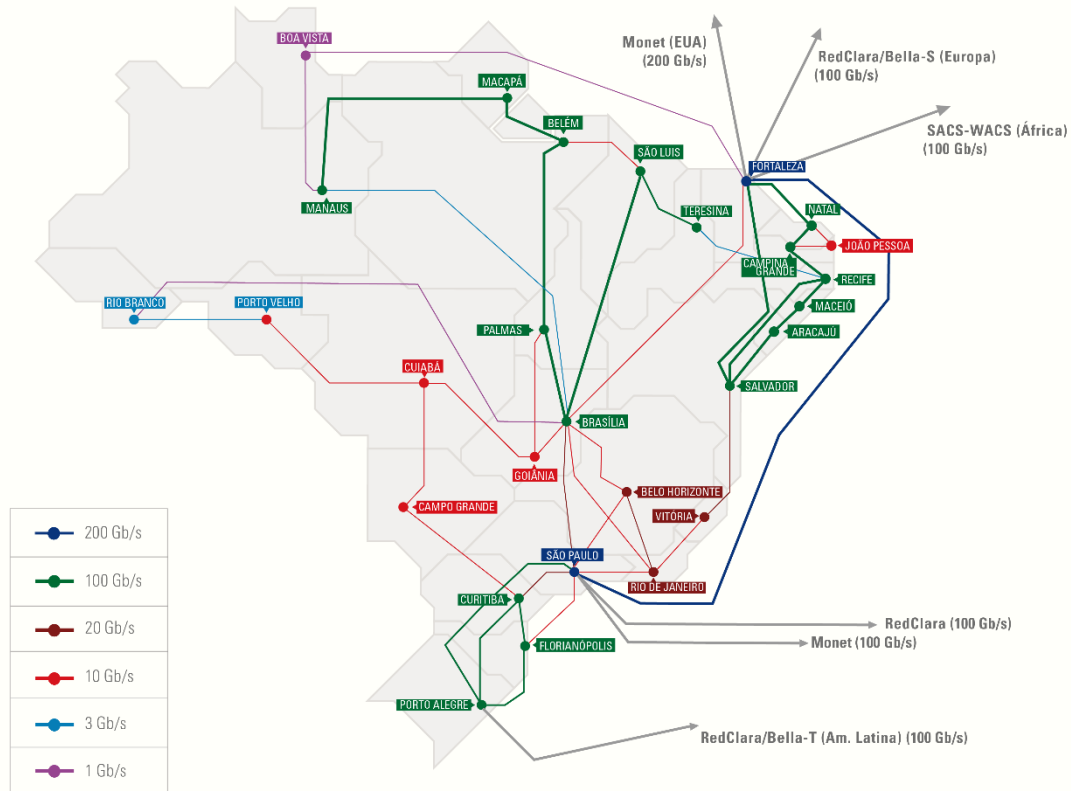 Monet (EUA)
(200 Gb/s)
RedClara/Bella-S (Europa)
(100 Gb/s)
SACS-WACS (África)
(100 Gb/s)
BOA VISTA
MACAPÁ
BELÉM
SÃO LUIS
FORTALEZA
MANAUS
TERESINA
NATAL
JOÃO PESSOA
CAMPINA
GRANDE
RECIFE
RIO BRANCO
PORTO VELHO
MACEIÓ
PALMAS
ARACAJÚ
CUIABÁ
SALVADOR
BRASÍLIA
GOIÂNIA
BELO HORIZONTE
CAMPO GRANDE
VITÓRIA
SÃO PAULO
RIO DE JANEIRO
CURITIBA
RedClara (100 Gb/s)
Monet (100 Gb/s)
FLORIANÓPOLIS
PORTO ALEGRE
RedClara/Bella-T (Am. Latina) (100 Gb/s)
200 Gb/s
100 Gb/s
20 Gb/s
10 Gb/s
3 Gb/s
1 Gb/s